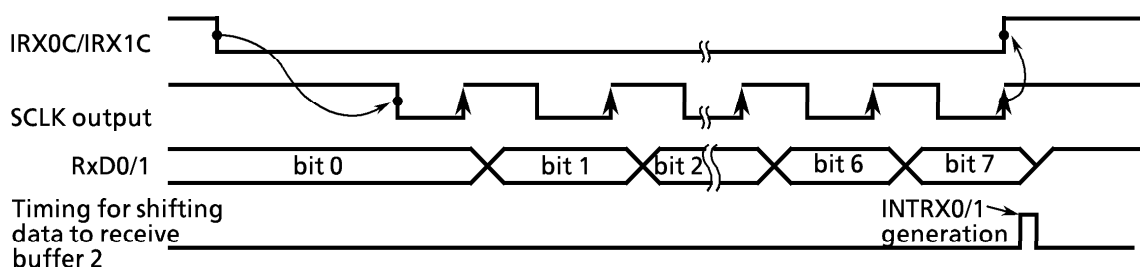 IRX0C/IRX1C
SCLK output
RxD0/1
bit 0
bit 1
bit 2
bit 6
bit 7
Timing for shifting
data to receive
buffer 2
INTRX0/1
generation